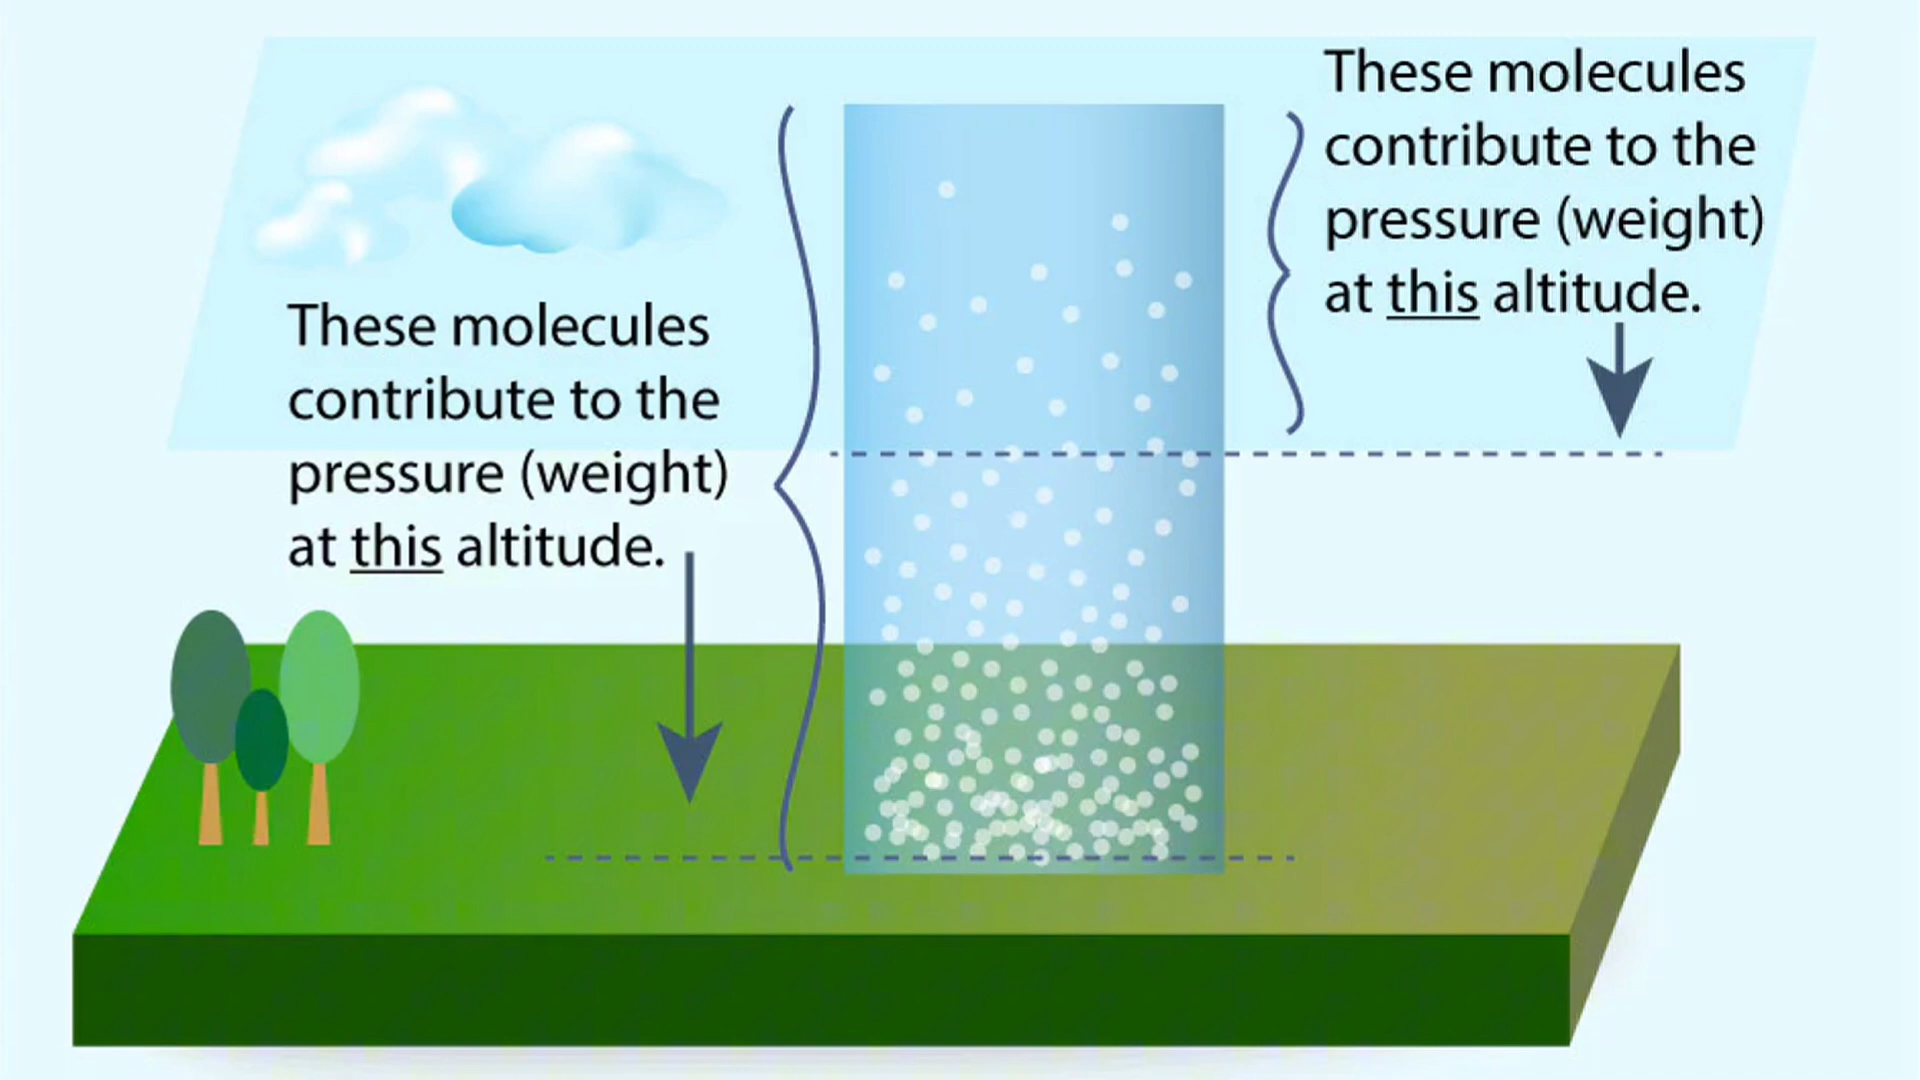 These molecules
contribute to the
pressure (weight)
at this altitude.
These molecules
contribute to the
pressure (weight)
at this altitude.